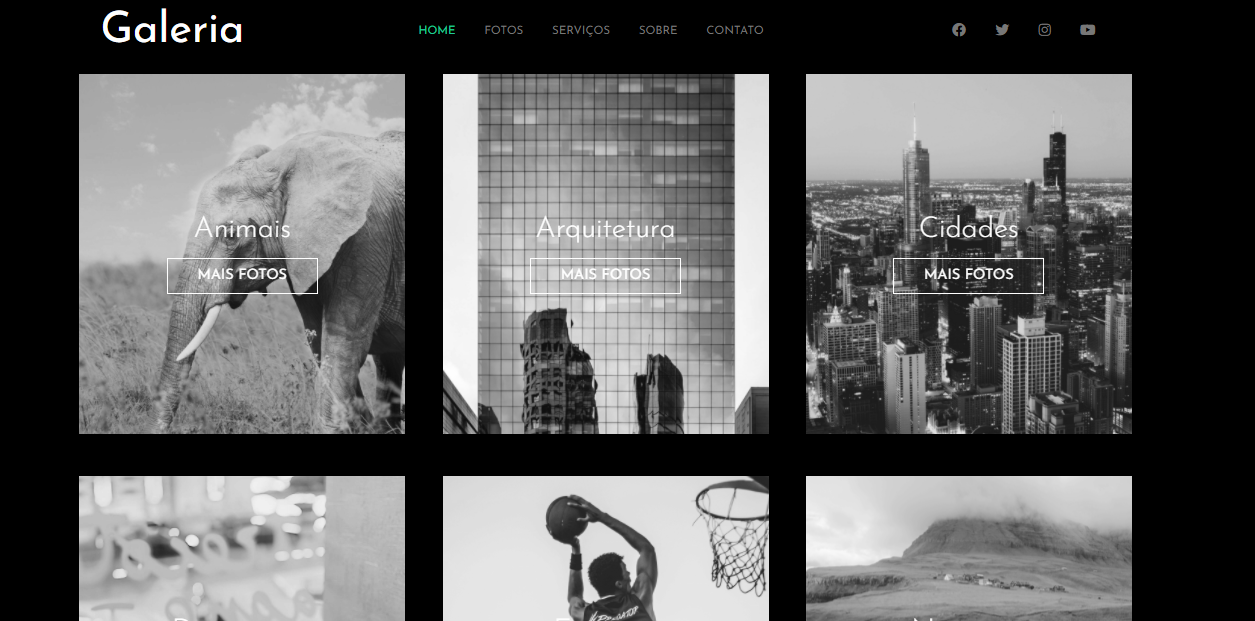 Galeria
HOME FOTOS SERVIÇOS SOBRE CONTATO
Animais
MAIS FOTOS
Arquitetura
MAIS FOTOS
Cidades
MAIS FOTOS